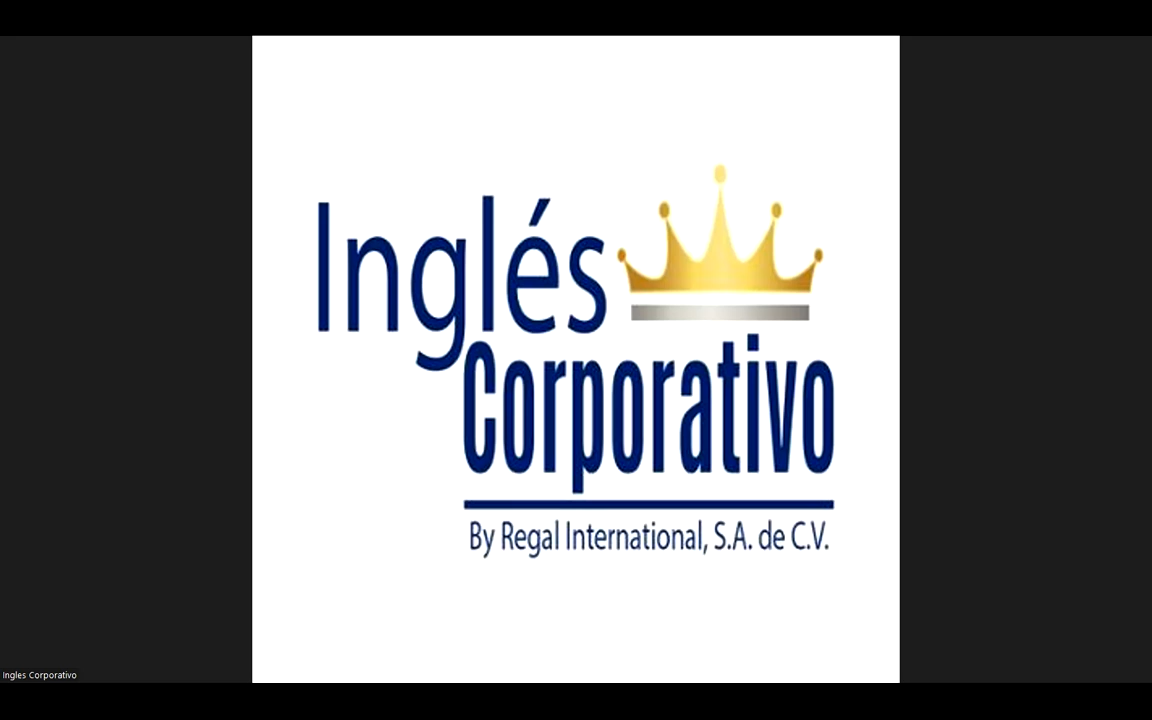 Inglés
Corporativo
By Regal International, S.A. de C.V.
Ingles Corporativo